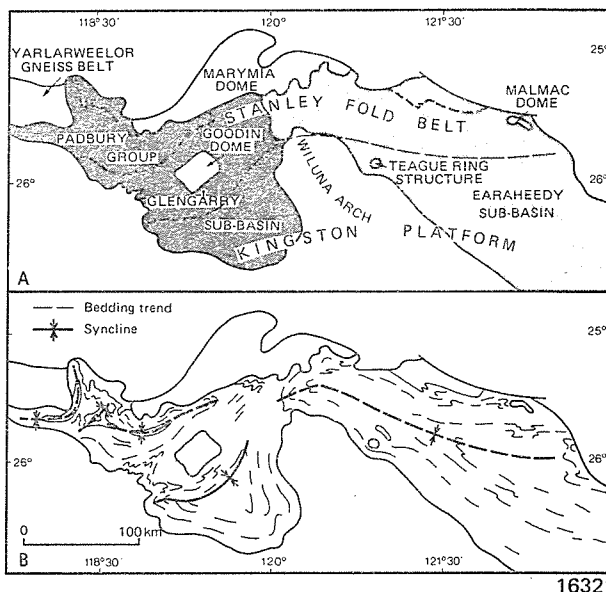 118°30'
120°
121°30'
25°
YARLARWEELOR
GNEISS BELT
MARYMIA
DOME
MALMAC
DOME
STANLEY FOLD BELT
PADBURY
GROUP
GOODIN
DOME
WILUNA ARCH
TEAGUE RING
STRUCTURE
26°
26°
GLENGARRY
SUB-BASIN
EARAHEEDY
SUB-BASIN
KINGSTON PLATFORM
A
Bedding trend
Syncline
25°
26°
26°
0 100 km
B
118°30'
120°
121°30'
1632